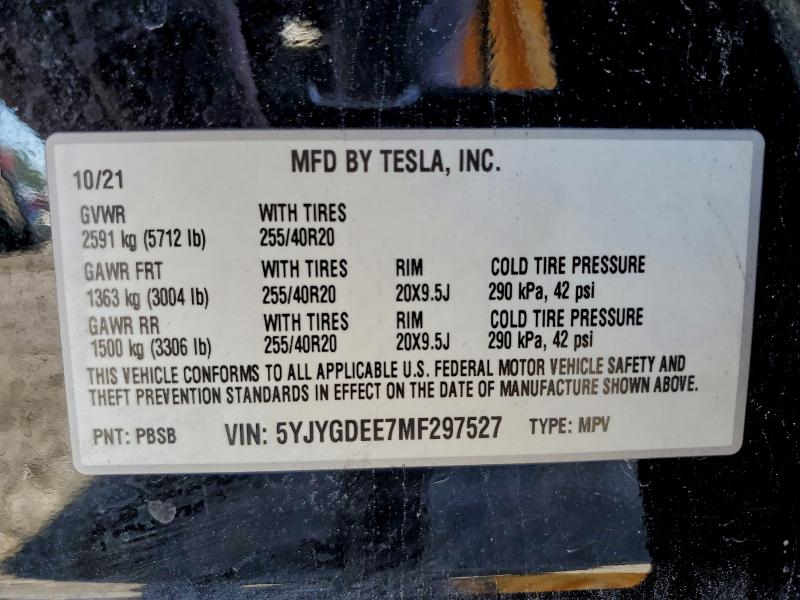 MFD BY TESLA, INC.
10/21
GVWR WITH TIRES
2591 kg (5712 lb) 255/40R20
GAWR FRT WITH TIRES RIM COLD TIRE PRESSURE
1363 kg (3004 lb) 255/40R20 20X9.5J 290 kPa, 42 psi
GAWR RR WITH TIRES RIM COLD TIRE PRESSURE
1500 kg (3306 lb) 255/40R20 20X9.5J 290 kPa, 42 psi
THIS VEHICLE CONFORMS TO ALL APPLICABLE U.S. FEDERAL MOTOR VEHICLE SAFETY AND
THEFT PREVENTION STANDARDS IN EFFECT ON THE DATE OF MANUFACTURE SHOWN ABOVE.
PNT: PBSB VIN: 5YJYGDEE7MF297527 TYPE: MPV